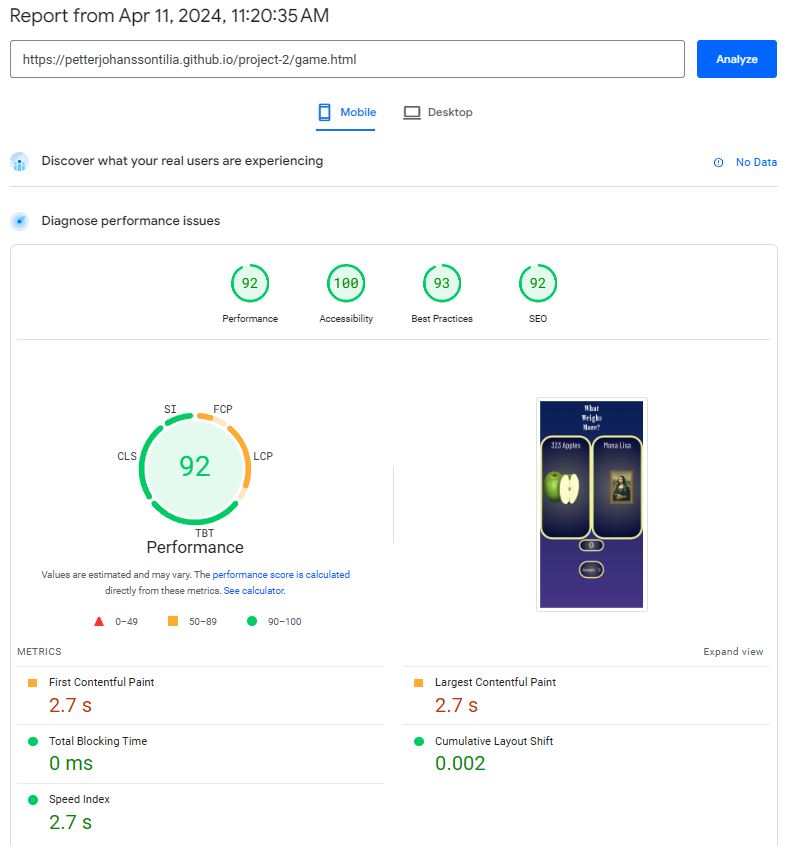 Report from Apr 11, 2024, 11:20:35 AM
https://petterjohanssontilia.github.io/project-2/game.html
Analyze
Mobile
Desktop
Discover what your real users are experiencing
No Data
Diagnose performance issues
92
100
93
92
Performance
Accessibility
Best Practices
SEO
SI
FCP
CLS
LCP
92
TBT
Performance
Values are estimated and may vary. The performance score is calculated
directly from these metrics. See calculator.
0–49
50–89
90–100
What
Weighs
More?
323 Apples
Mona Lisa
0
METRICS
Expand view
First Contentful Paint
2.7 s
Largest Contentful Paint
2.7 s
Total Blocking Time
0 ms
Cumulative Layout Shift
0.002
Speed Index
2.7 s